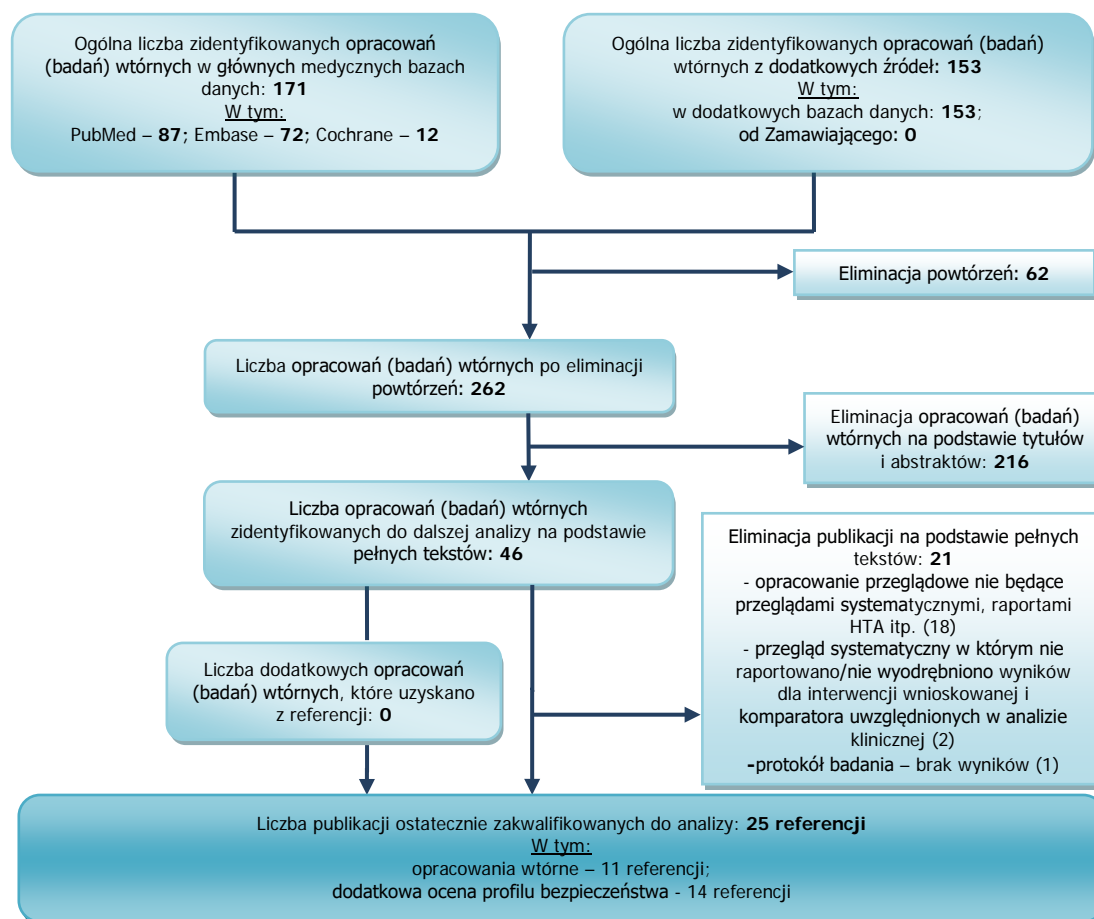 Ogólna liczba zidentyfikowanych opracowań
(badań) wtórnych w głównych medycznych bazach
danych: 171
W tym:
PubMed – 87; Embase – 72; Cochrane – 12
Ogólna liczba zidentyfikowanych opracowań (badań)
wtórnych z dodatkowych źródeł: 153
W tym:
w dodatkowych bazach danych: 153;
od Zamawiającego: 0
Eliminacja powtórzeń: 62
Liczba opracowań (badań) wtórnych po eliminacji
powtórzeń: 262
Eliminacja opracowań (badań)
wtórnych na podstawie tytułów
i abstraktów: 216
Liczba opracowań (badań) wtórnych
zidentyfikowanych do dalszej analizy na podstawie
pełnych tekstów: 46
Eliminacja publikacji na podstawie pełnych
tekstów: 21
- opracowanie przeglądowe nie będące
przeglądami systematycznymi, raportami
HTA itp. (18)
- przegląd systematyczny w którym nie
raportowano/nie wyodrębniono wyników
dla interwencji wnioskowanej i
komparatora uwzględnionych w analizie
klinicznej (2)
-protokół badania – brak wyników (1)
Liczba dodatkowych opracowań
(badań) wtórnych, które uzyskano
z referencji: 0
Liczba publikacji ostatecznie zakwalifikowanych do analizy: 25 referencji
W tym:
opracowania wtórne – 11 referencji;
dodatkowa ocena profilu bezpieczeństwa - 14 referencji